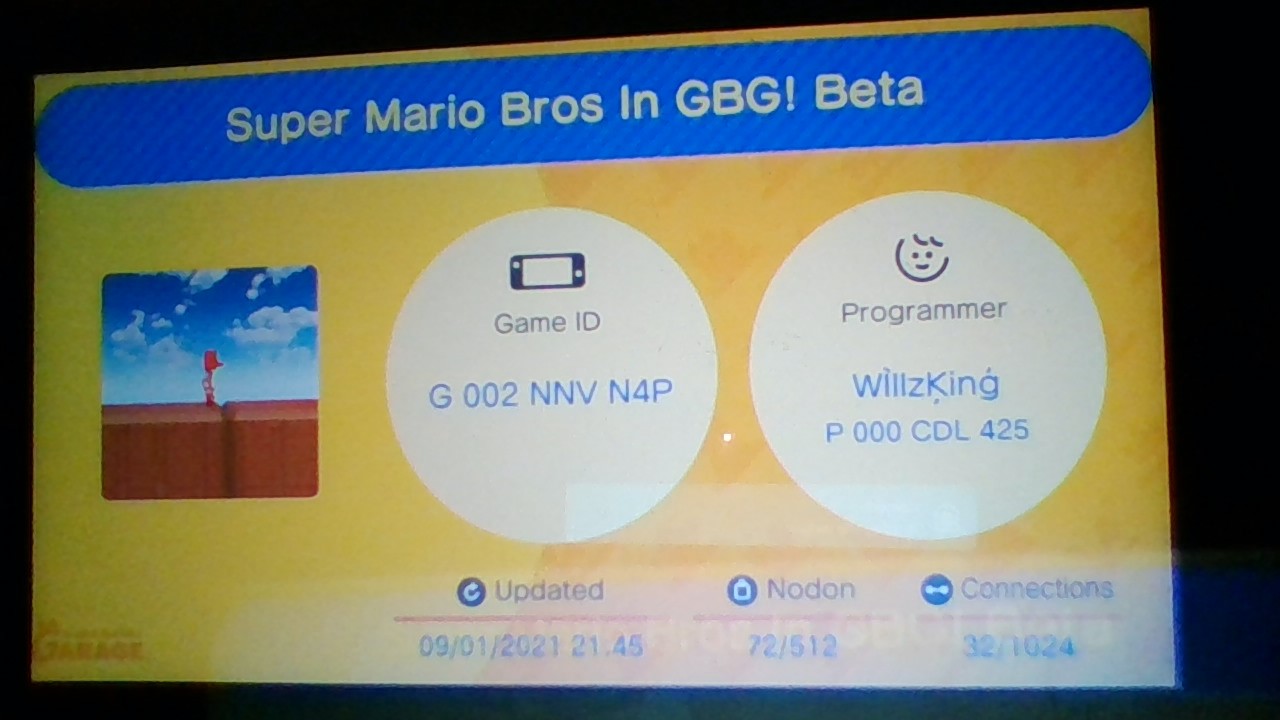 Super Mario Bros In GBG! Beta
Game ID
G 002 NNV N4P
Programmer
WÌllzĶinģ
P 000 CDL 425
Updated
09/01/2021 21.45
Nodon
72/512
Connections
32/1024
GARAGE